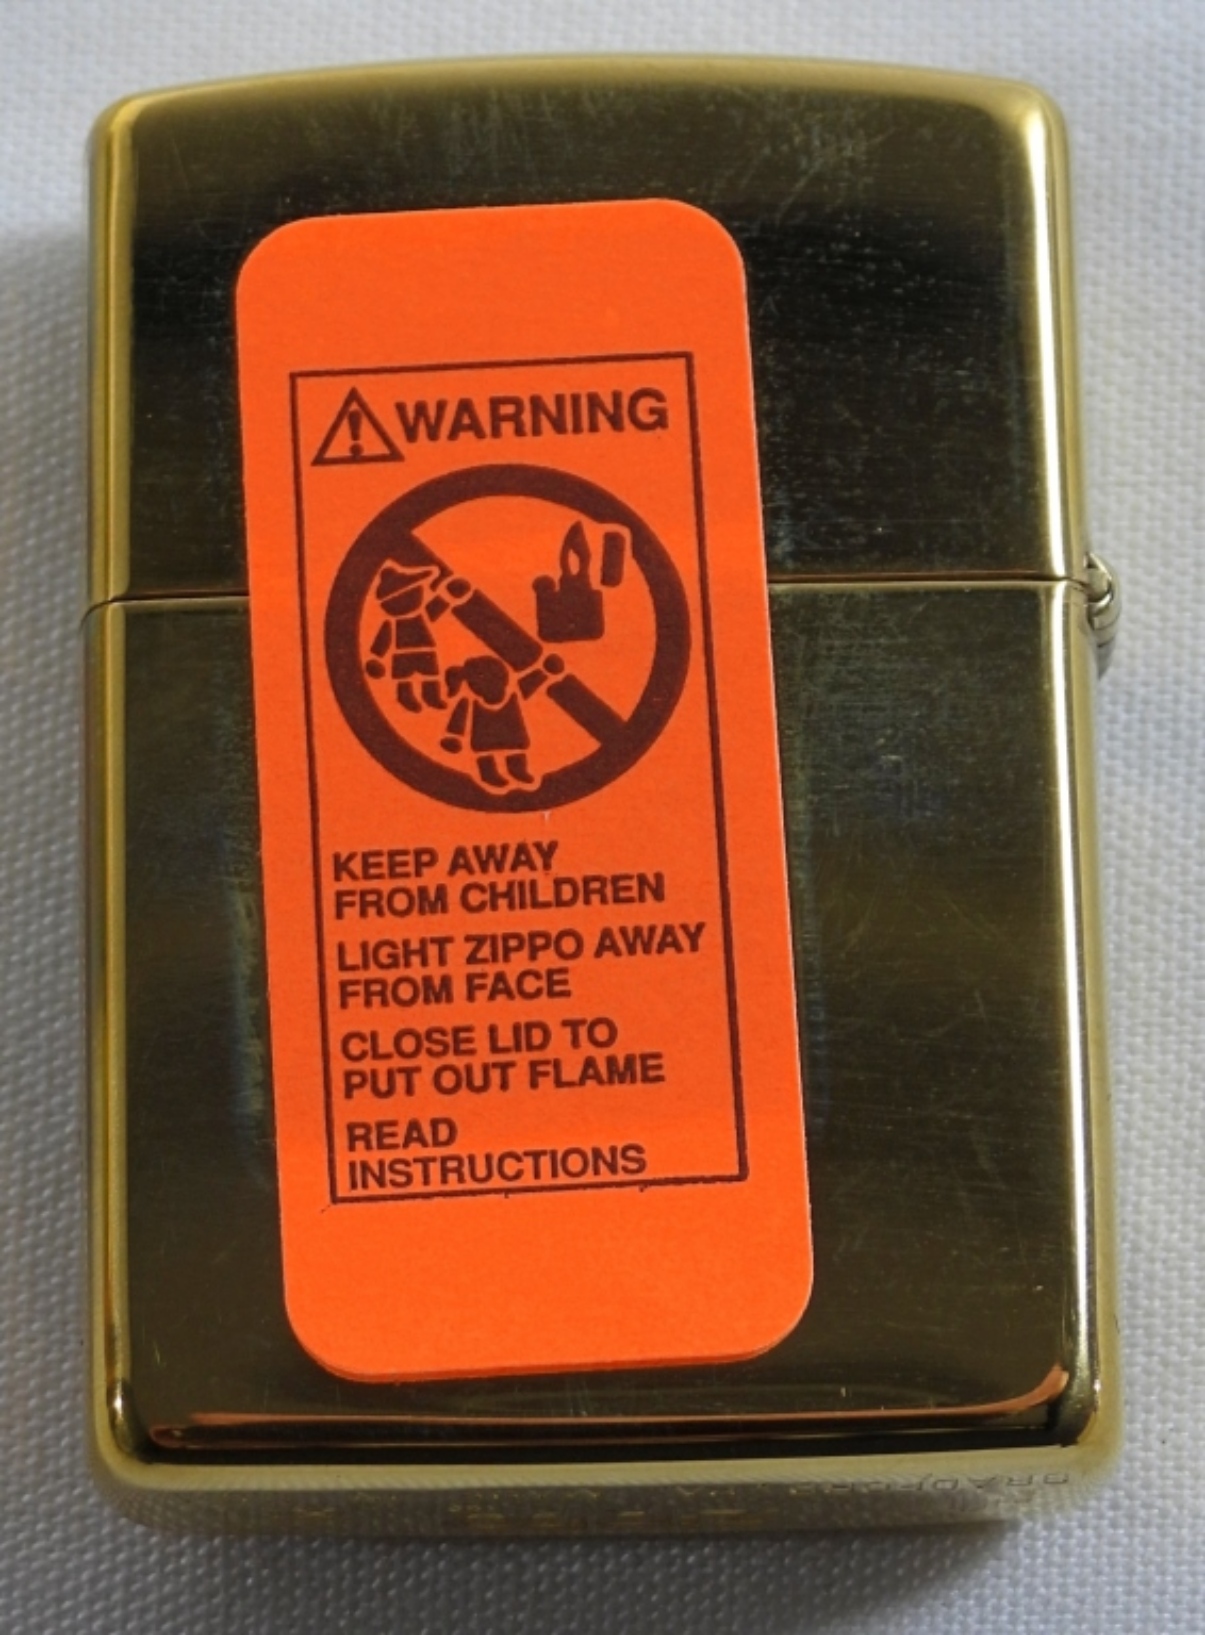 WARNING
KEEP AWAY
FROM CHILDREN
LIGHT ZIPPO AWAY
FROM FACE
CLOSE LID TO
PUT OUT FLAME
READ
INSTRUCTIONS